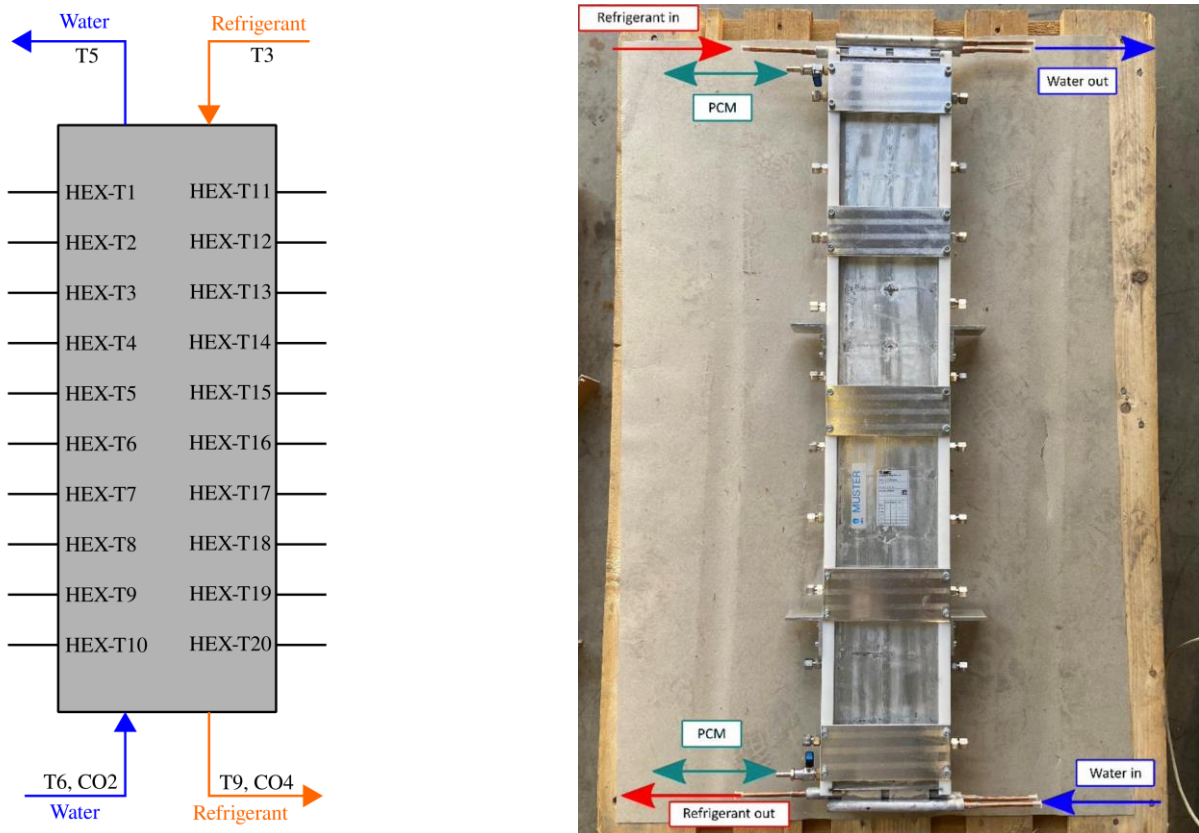 Water
T5
Refrigerant
T3
HEX-T1
HEX-T11
HEX-T2
HEX-T12
HEX-T3
HEX-T13
HEX-T4
HEX-T14
HEX-T5
HEX-T15
HEX-T6
HEX-T16
HEX-T7
HEX-T17
HEX-T8
HEX-T18
HEX-T9
HEX-T19
HEX-T10
HEX-T20
T6, CO2
Water
T9, CO4
Refrigerant
Refrigerant in
PCM
Water out
MUSTER
PCM
Water in
Refrigerant out